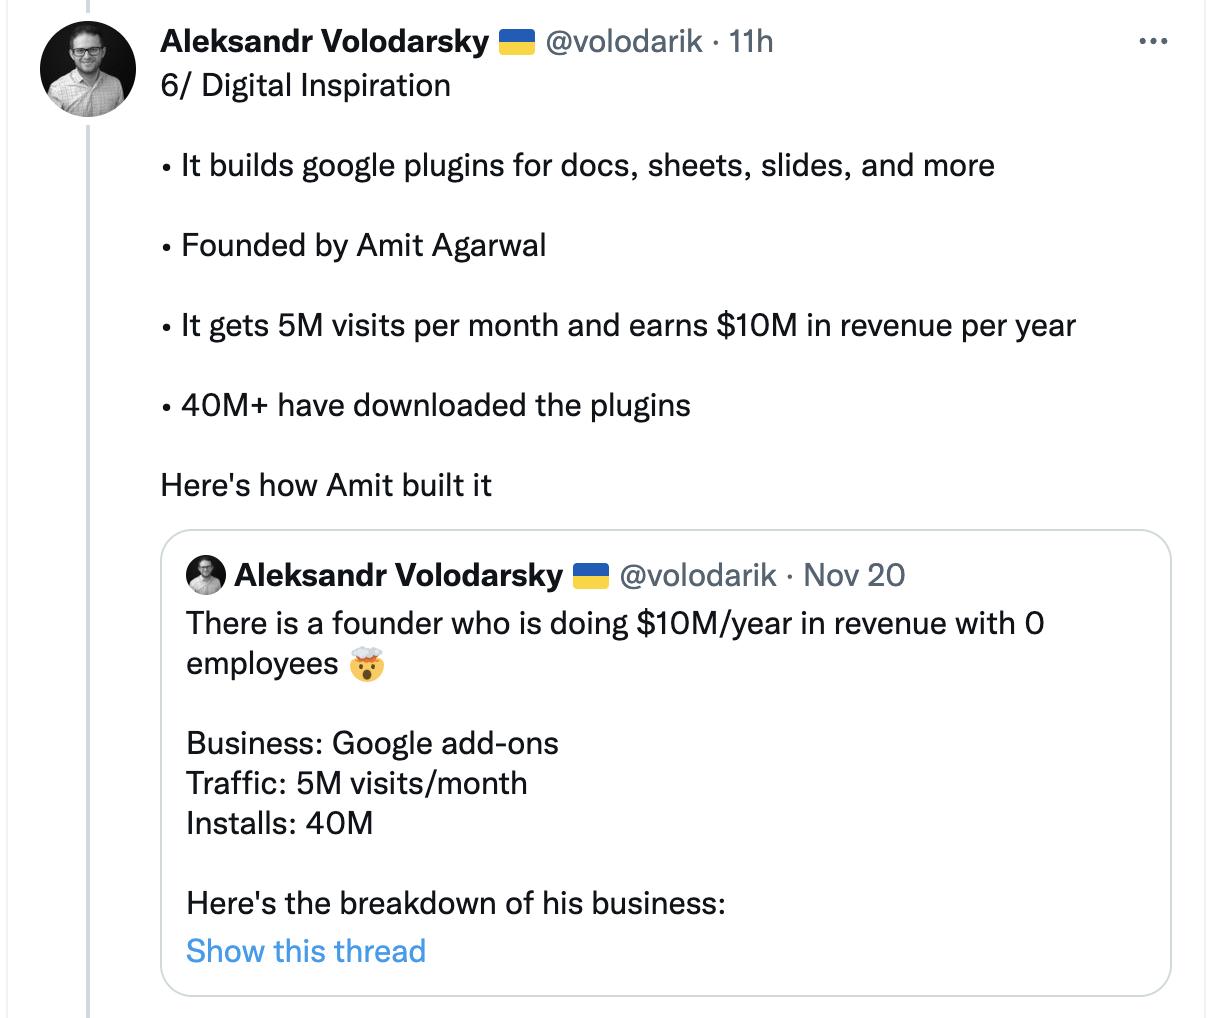 Aleksandr Volodarsky 🇺🇦 @volodarik · 11h
6/ Digital Inspiration
• It builds google plugins for docs, sheets, slides, and more
• Founded by Amit Agarwal
• It gets 5M visits per month and earns $10M in revenue per year
• 40M+ have downloaded the plugins
Here's how Amit built it
Aleksandr Volodarsky 🇺🇦 @volodarik · Nov 20
There is a founder who is doing $10M/year in revenue with 0
employees 🤯
Business: Google add-ons
Traffic: 5M visits/month
Installs: 40M
Here's the breakdown of his business:
Show this thread